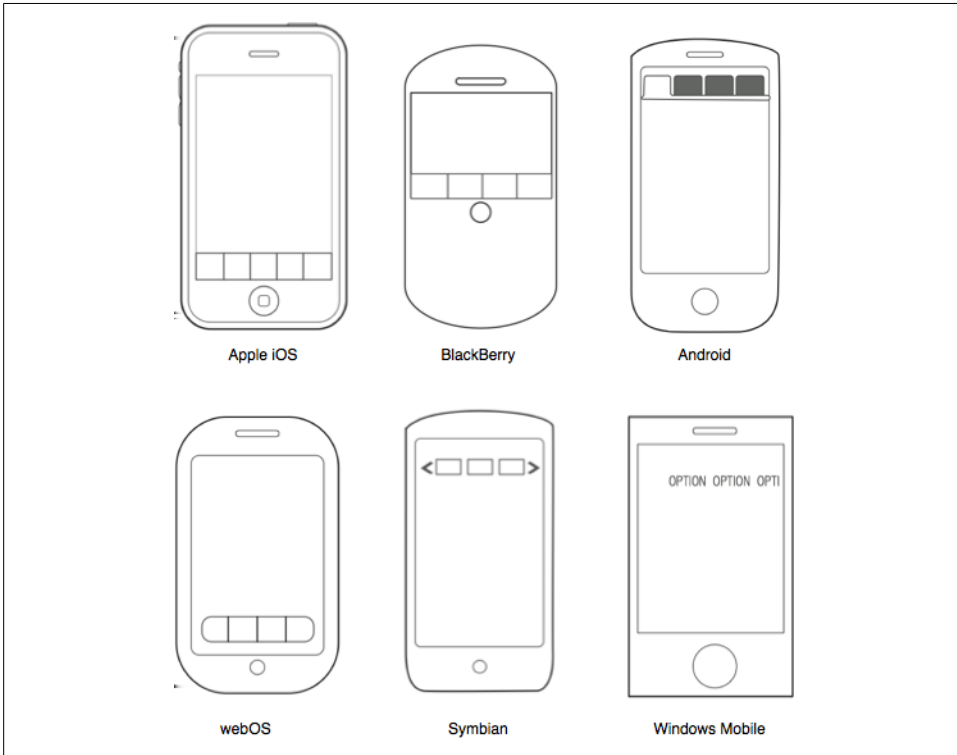 Apple iOS
BlackBerry
Android
OPTION OPTION OPTI
webOS
Symbian
Windows Mobile